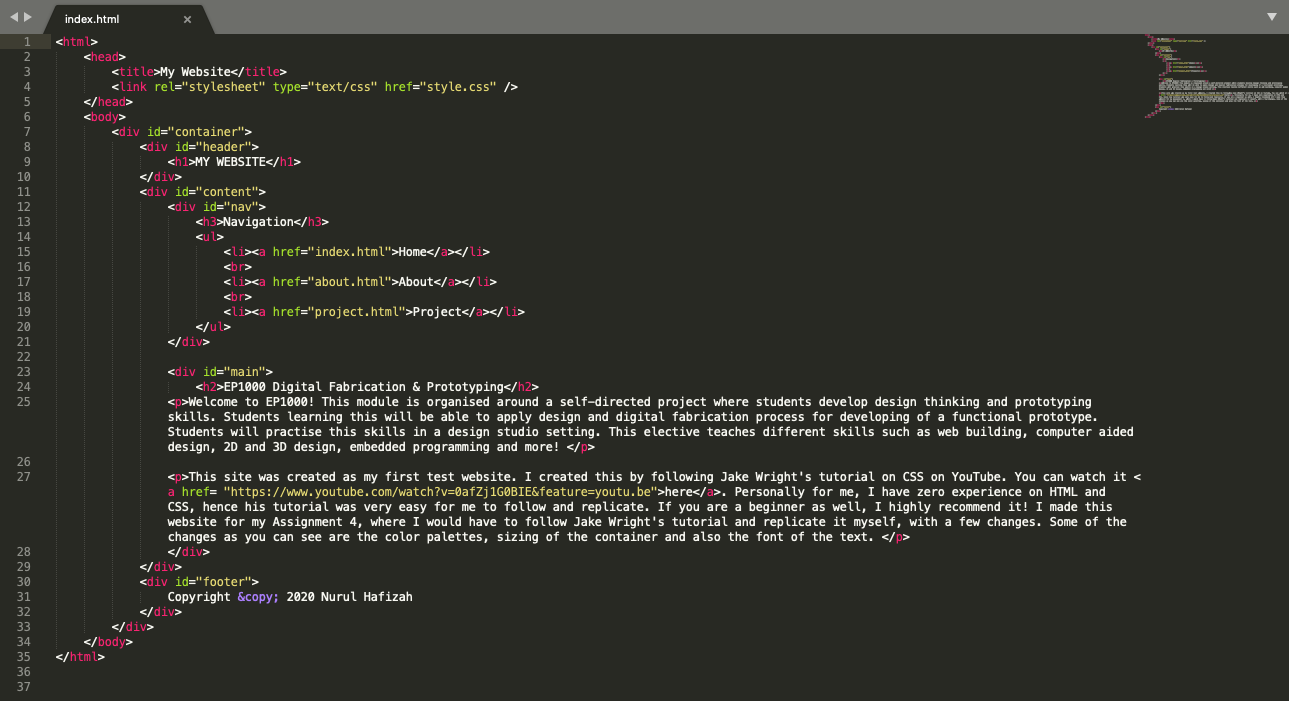 index.html ×
1 <html>
2 <head>
3 <title>My Website</title>
4 <link rel="stylesheet" type="text/css" href="style.css" />
5 </head>
6 <body>
7 <div id="container">
8 <div id="header">
9 <h1>MY WEBSITE</h1>
10 </div>
11 <div id="content">
12 <div id="nav">
13 <h3>Navigation</h3>
14 <ul>
15 <li><a href="index.html">Home</a></li>
16 <br>
17 <li><a href="about.html">About</a></li>
18 <br>
19 <li><a href="project.html">Project</a></li>
20 </ul>
21 </div>
22
23 <div id="main">
24 <h2>EP1000 Digital Fabrication & Prototyping</h2>
25 <p>Welcome to EP1000! This module is organised around a self-directed project where students develop design thinking and prototyping
skills. Students learning this will be able to apply design and digital fabrication process for developing of a functional prototype.
Students will practise this skills in a design studio setting. This elective teaches different skills such as web building, computer aided
design, 2D and 3D design, embedded programming and more! </p>
26
27 <p>This site was created as my first test website. I created this by following Jake Wright's tutorial on CSS on YouTube. You can watch it <
a href= "https://www.youtube.com/watch?v=0afZj1G0BIE&feature=youtu.be">here</a>. Personally for me, I have zero experience on HTML and
CSS, hence his tutorial was very easy for me to follow and replicate. If you are a beginner as well, I highly recommend it! I made this
website for my Assignment 4, where I would have to follow Jake Wright's tutorial and replicate it myself, with a few changes. Some of the
changes as you can see are the color palettes, sizing of the container and also the font of the text. </p>
28 </div>
29 </div>
30 <div id="footer">
31 Copyright &copy; 2020 Nurul Hafizah
32 </div>
33 </div>
34 </body>
35 </html>
36
37